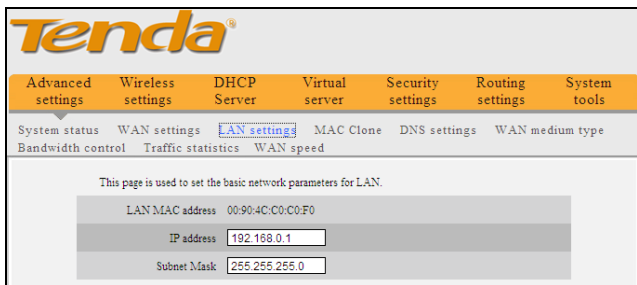 Tenda®
Advanced settings Wireless settings DHCP Server Virtual server Security settings Routing settings System tools
System status WAN settings LAN settings MAC Clone DNS settings WAN medium type
Bandwidth control Traffic statistics WAN speed
This page is used to set the basic network parameters for LAN.
LAN MAC address 00:90:4C:C0:C0:F0
IP address 192.168.0.1
Subnet Mask 255.255.255.0